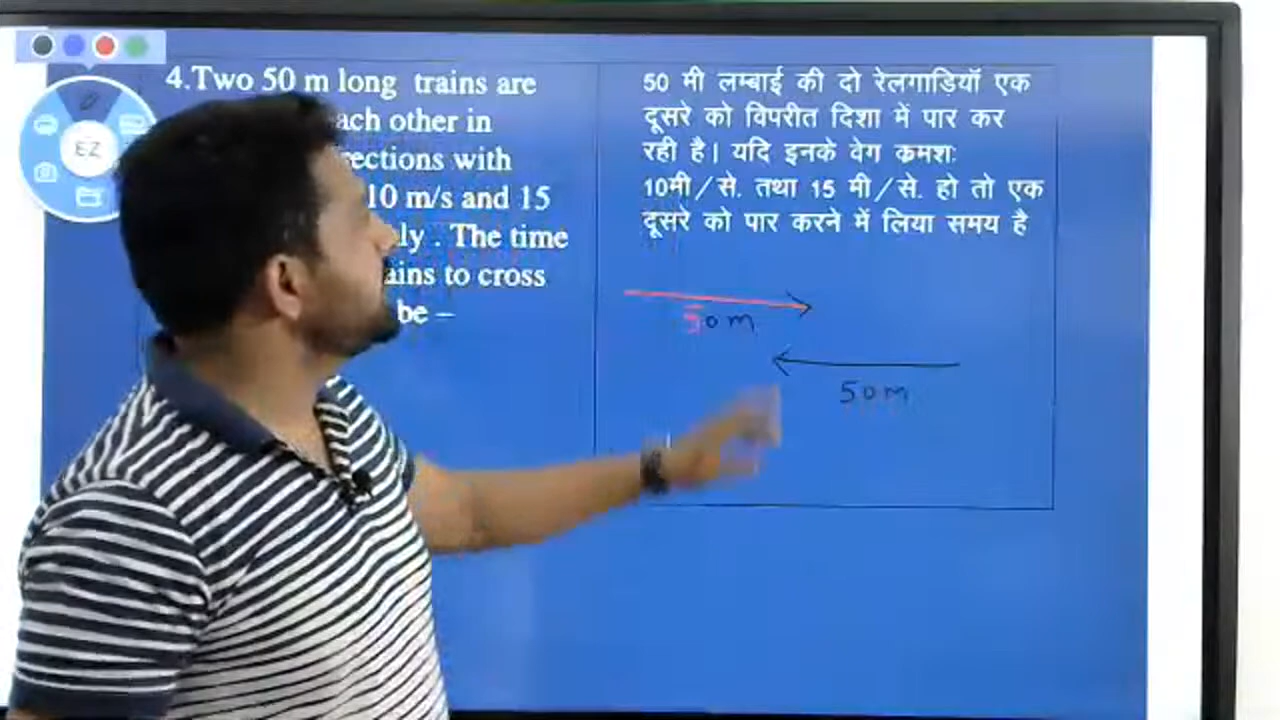 EZ
4.Two 50 m long trains are
ach other in
rections with
10 m/s and 15
ly . The time
ains to cross
be –
50 मी लम्बाई की दो रेलगाडियॉ एक
दूसरे को विपरीत दिशा में पार कर
रही है। यदि इनके वेग क्रमशः
10मी/से. तथा 15 मी/से. हो तो एक
दूसरे को पार करने में लिया समय है
50m
50m